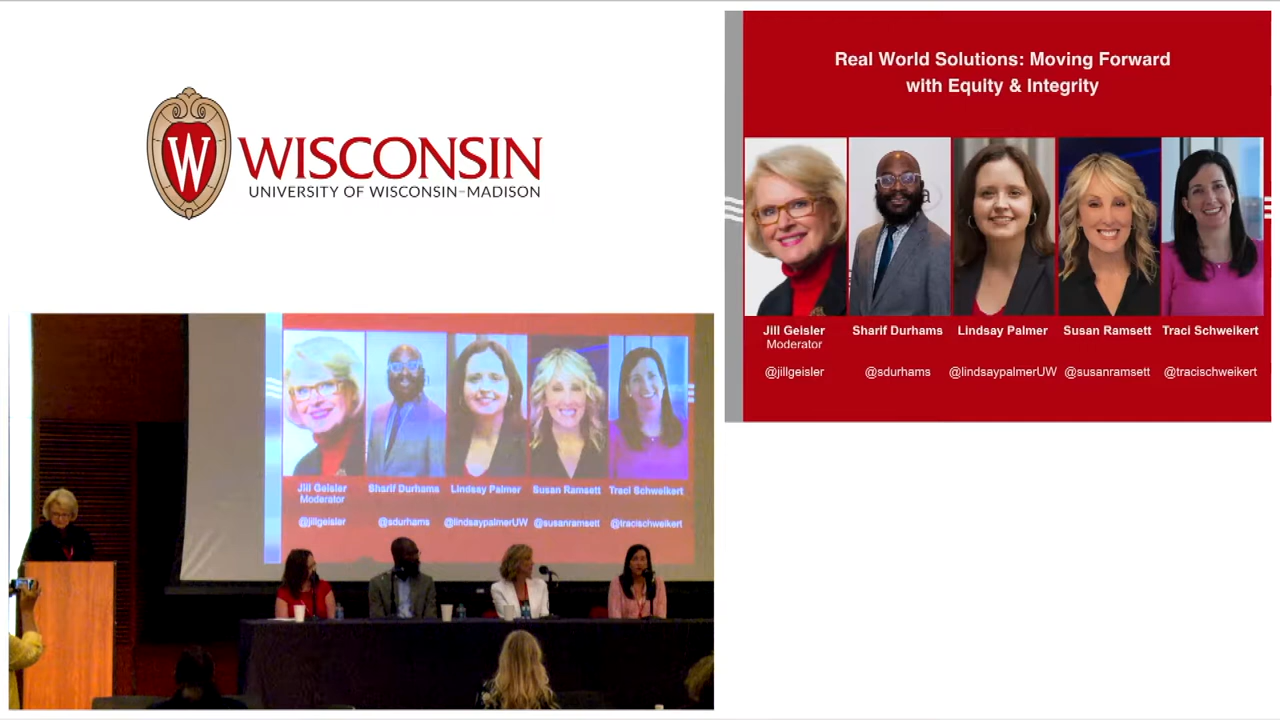 W
WISCONSIN
UNIVERSITY OF WISCONSIN–MADISON
Real World Solutions: Moving Forward
with Equity & Integrity
Jill Geisler
Moderator
@jillgeisler
Sharif Durhams
@sdurhams
Lindsay Palmer
@lindsaypalmerUW
Susan Ramsett
@susanramsett
Traci Schweikert
@tracischweikert
Jill Geisler
Moderator
@jillgeisler
Sharif Durhams
@sdurhams
Lindsay Palmer
@lindsaypalmerUW
Susan Ramsett
@susanramsett
Traci Schweikert
@tracischweikert